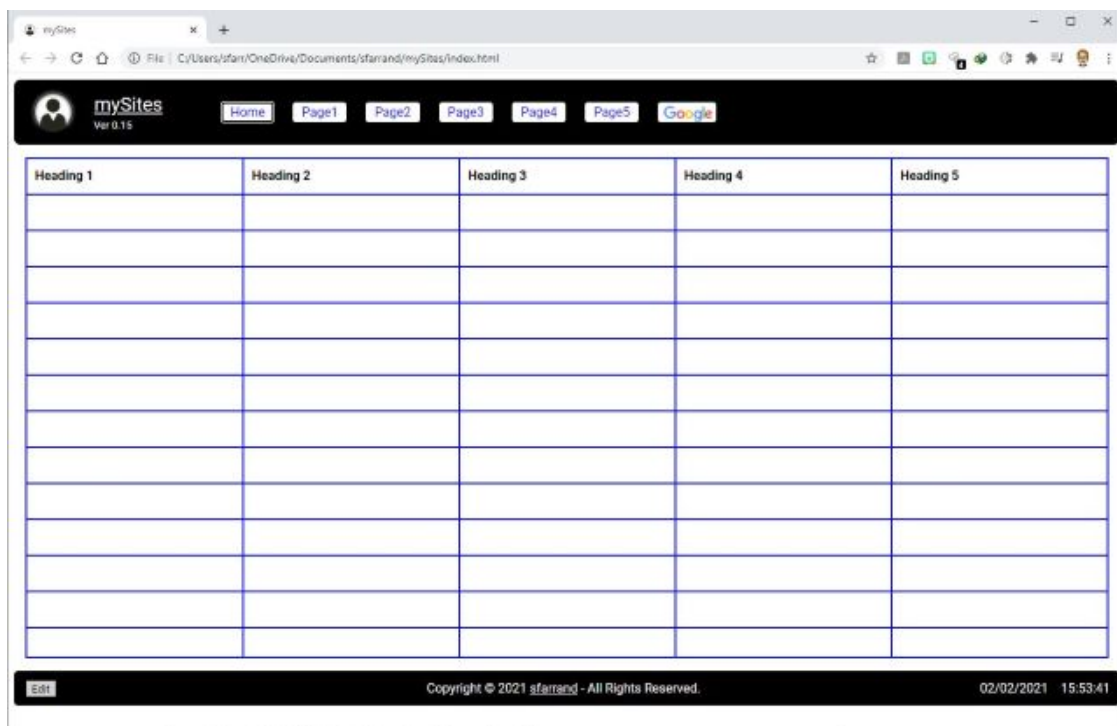 mySites
File C:/Users/sfarr/OneDrive/Documents/sfarrand/mySites/index.html
mySites
Ver 0.15
Home Page1 Page2 Page3 Page4 Page5 Google
Heading 1 Heading 2 Heading 3 Heading 4 Heading 5
Edit Copyright © 2021 sfarrand - All Rights Reserved. 02/02/2021 15:53:41